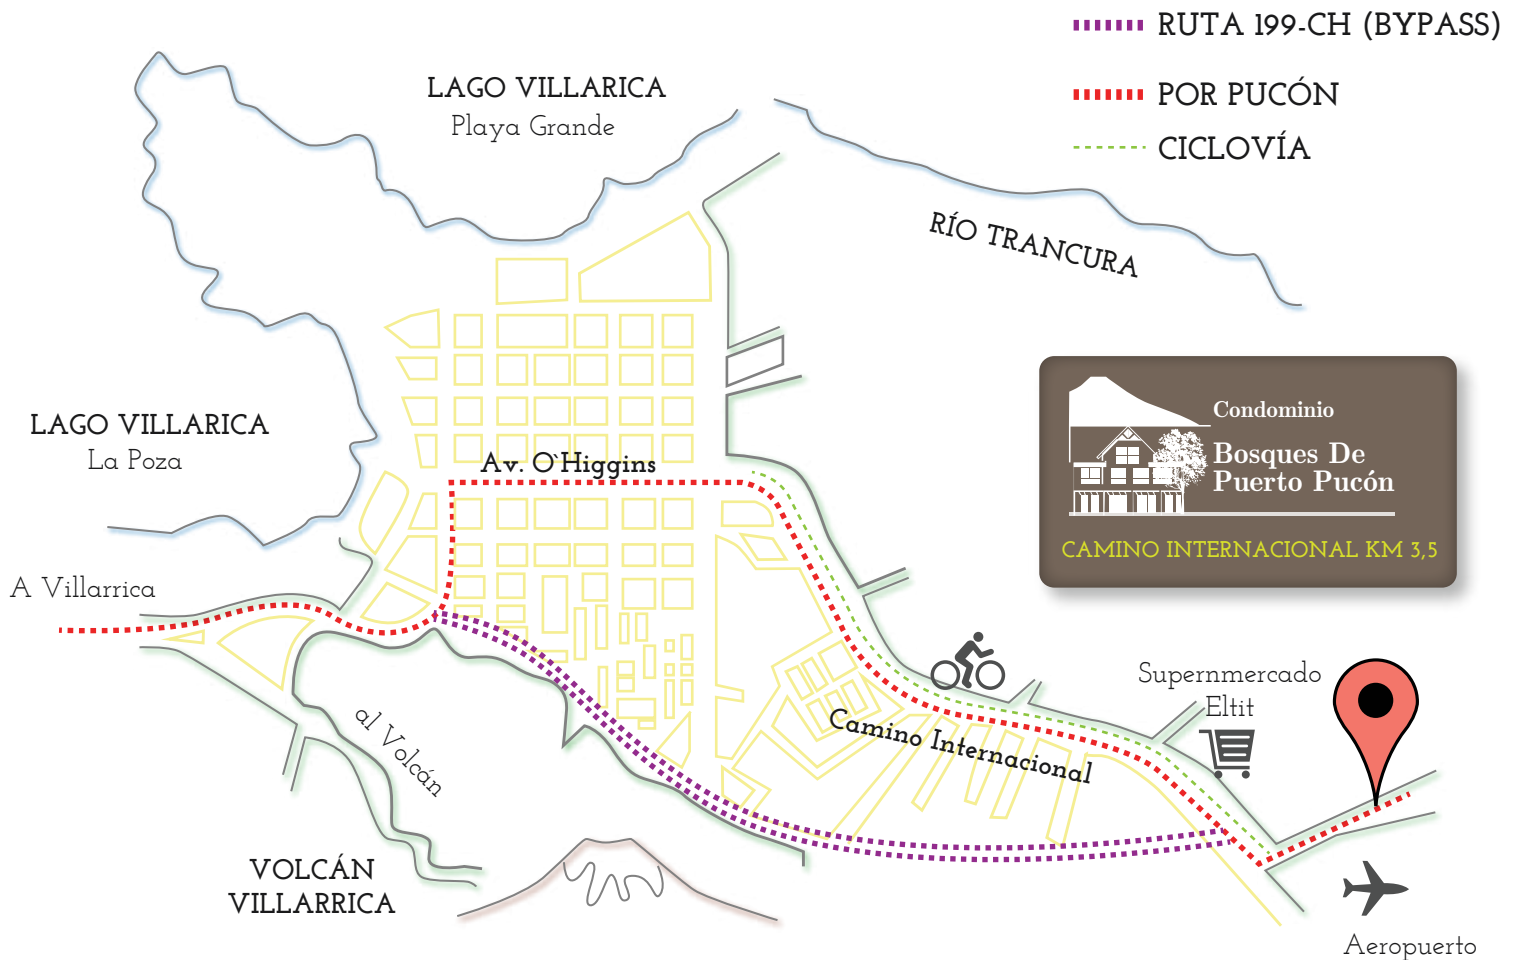 RUTA 199-CH (BYPASS)
POR PUCÓN
CICLOVÍA
LAGO VILLARICA
Playa Grande
RÍO TRANCURA
LAGO VILLARICA
La Poza
Av. O`Higgins
Condominio
Bosques De
Puerto Pucón
CAMINO INTERNACIONAL KM 3,5
A Villarrica
al Volcán
Camino Internacional
Supernmercado
Eltit
VOLCÁN
VILLARRICA
Aeropuerto